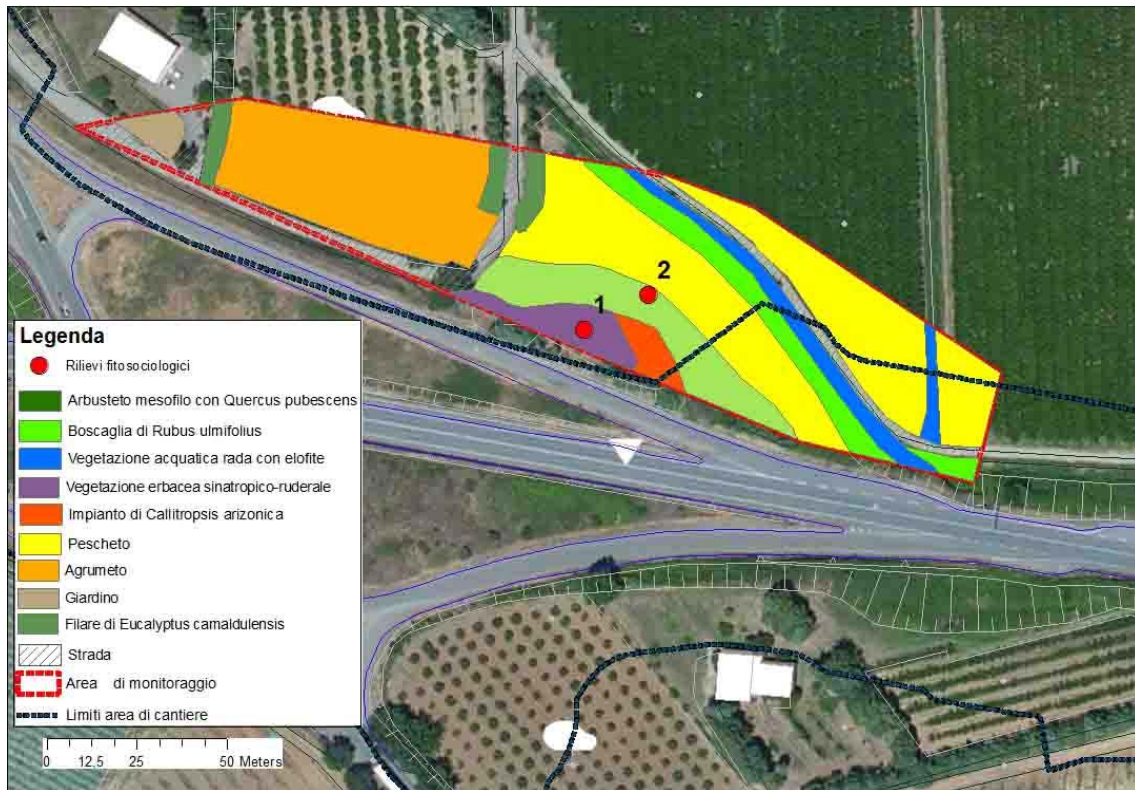 2
1
Legenda
Rilievi fitosociologici
Arbusteto mesofilo con Quercus pubescens
Boscaglia di Rubus ulmifolius
Vegetazione acquatica rada con elofite
Vegetazione erbacea sinatropico-ruderale
Impianto di Callitropsis arizonica
Pescheto
Agrumeto
Giardino
Filare di Eucalyptus camaldulensis
Strada
Area di monitoraggio
Limiti area di cantiere
0 12.5 25 50 Meters